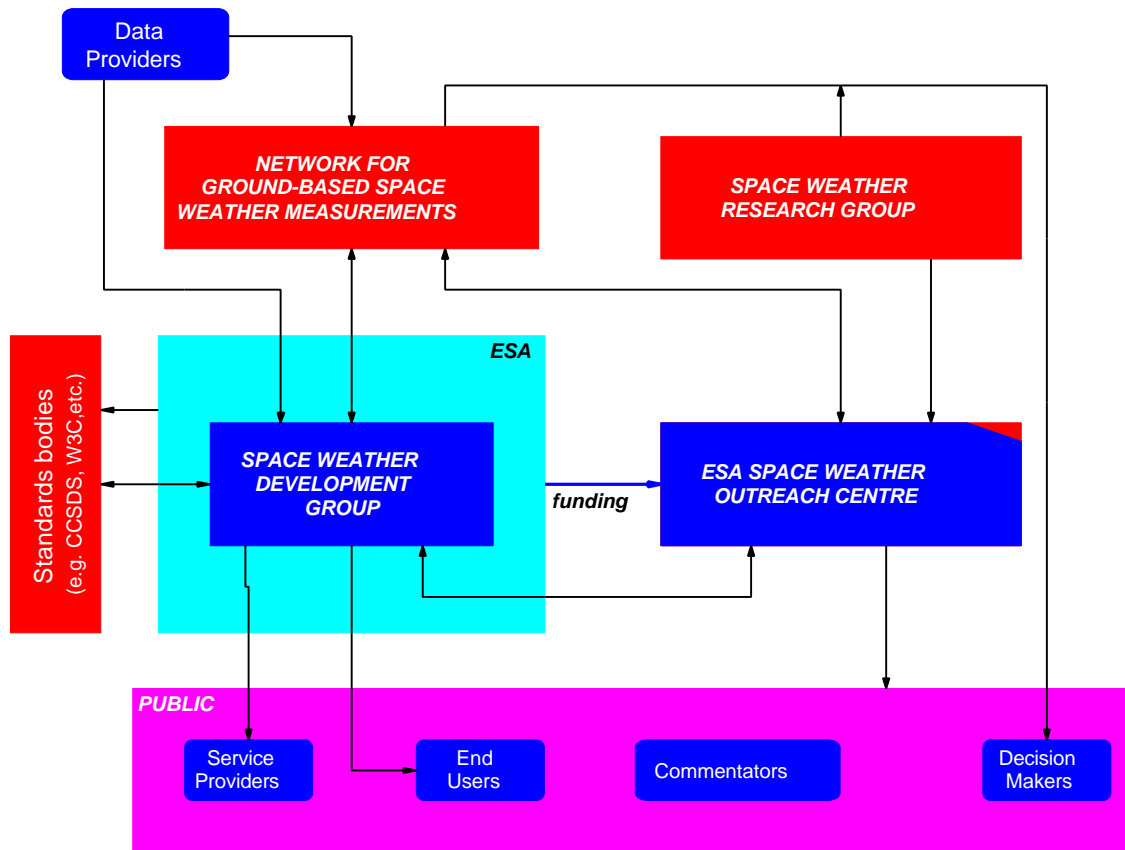 Data
Providers
NETWORK FOR
GROUND-BASED SPACE
WEATHER MEASUREMENTS
SPACE WEATHER
RESEARCH GROUP
ESA
Standards bodies
(e.g. CCSDS, W3C,etc.)
SPACE WEATHER
DEVELOPMENT
GROUP
funding
ESA SPACE WEATHER
OUTREACH CENTRE
PUBLIC
Service
Providers
End
Users
Commentators
Decision
Makers